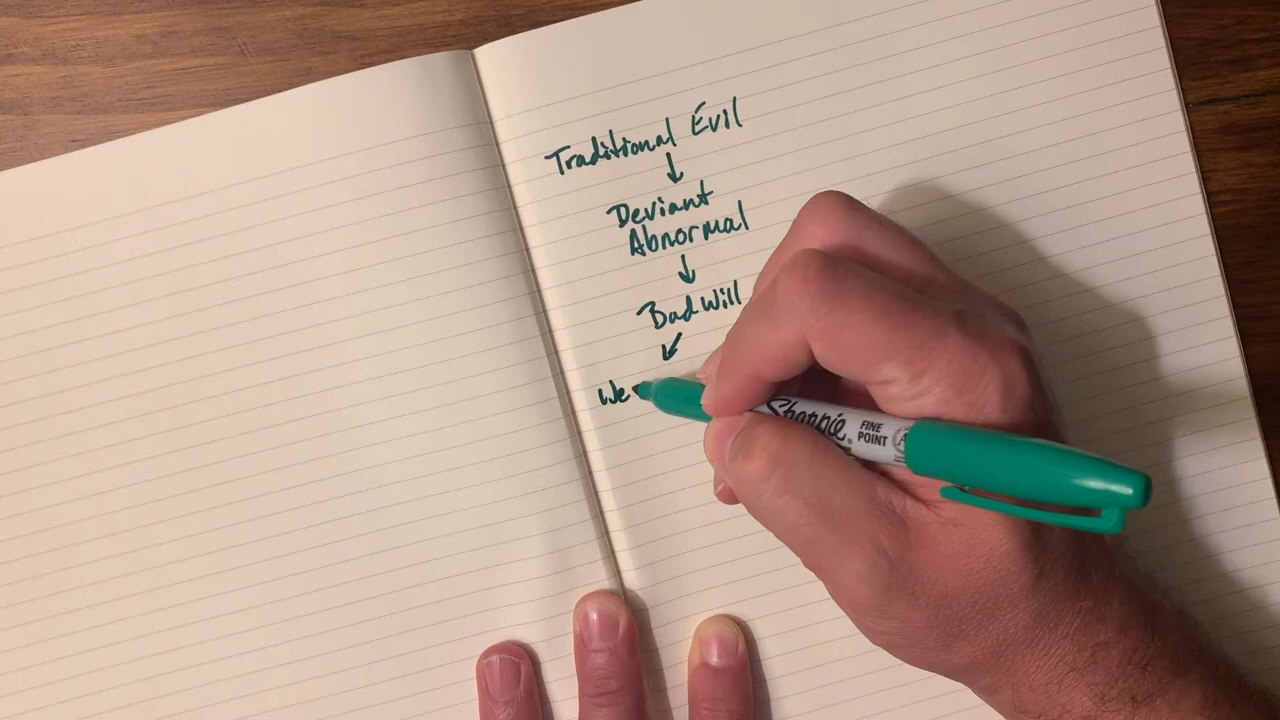 Traditional Evil
↓
Deviant
Abnormal
↓
Bad Will
↙
We
Sharpie
FINE
POINT